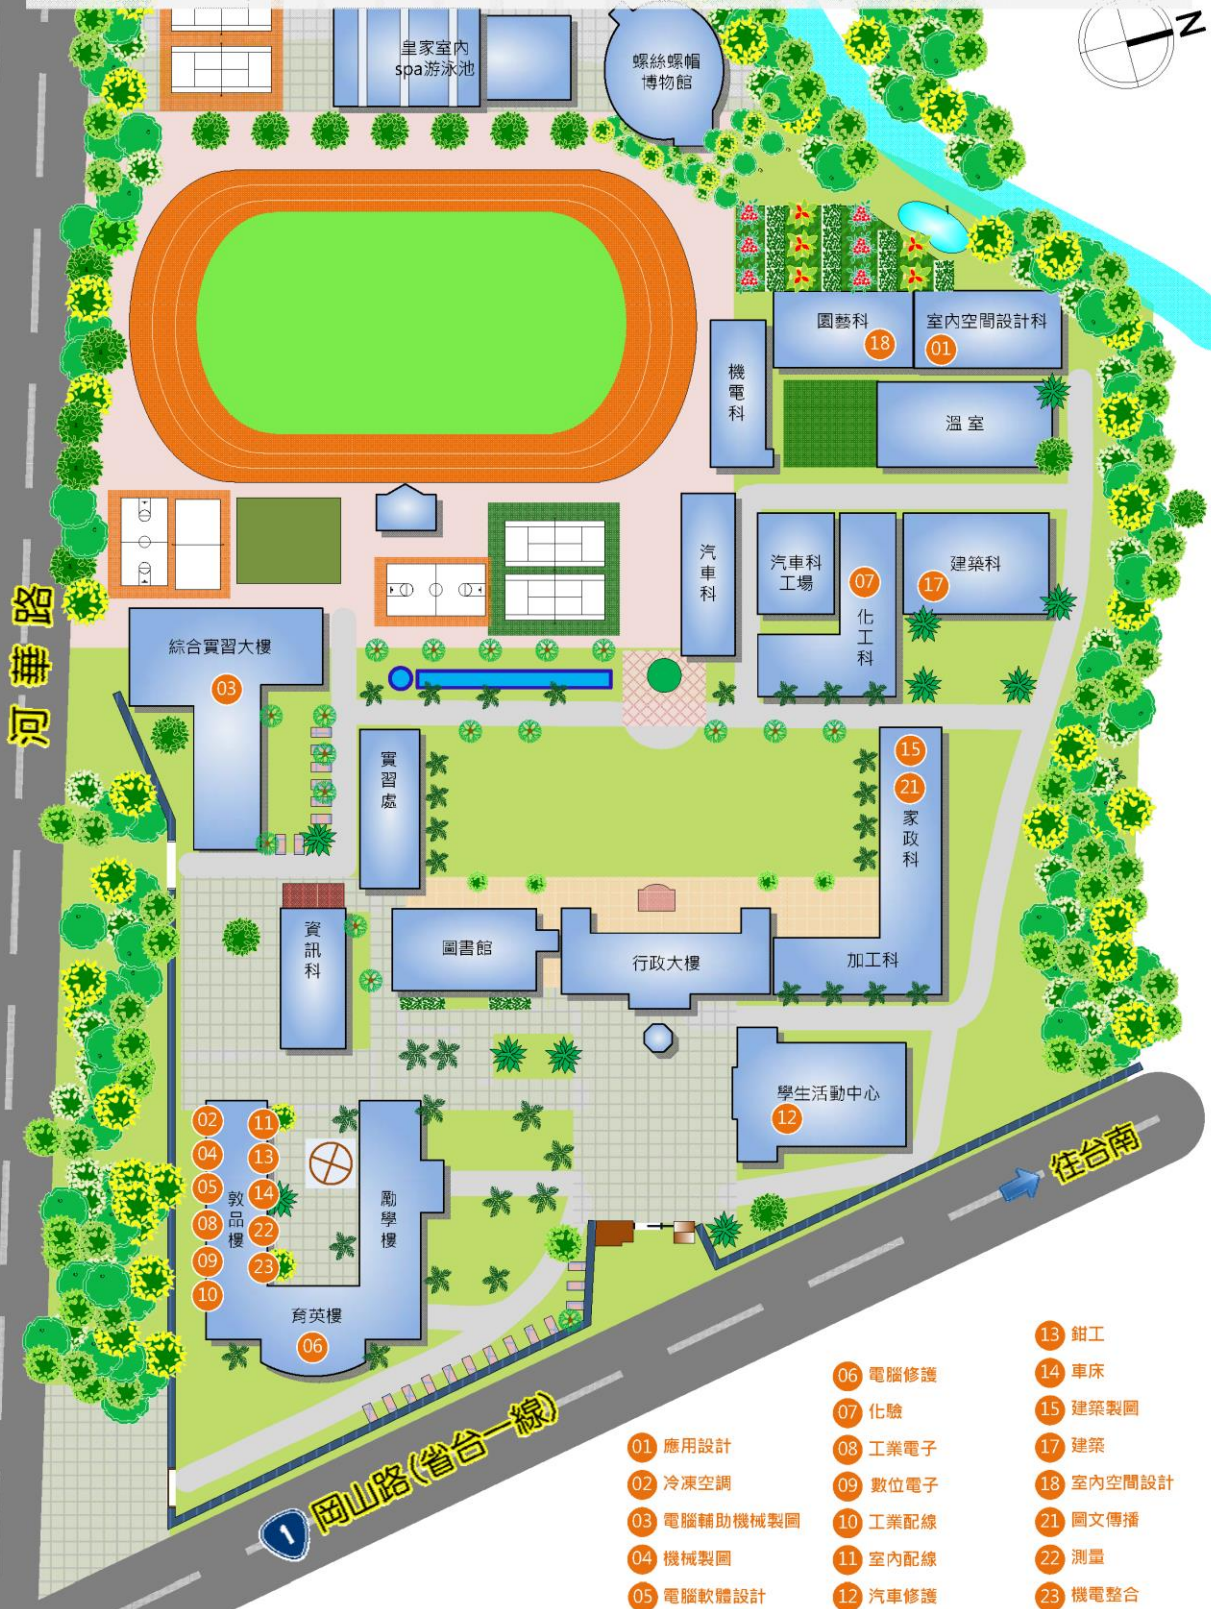 N
皇家室內
spa游泳池
螺絲螺帽
博物館
園藝科
18
室內空間設計科
01
機電科
溫室
汽車科
汽車科
工場
07
化工科
建築科
17
河華路
綜合實習大樓
03
實習處
15
21
家政科
資訊科
圖書館
行政大樓
加工科
學生活動中心
12
02
04
05
08
09
10
敦品樓
11
13
14
22
23
勵學樓
育英樓
06
往台南
1
岡山路(省台一線)
01 應用設計
02 冷凍空調
03 電腦輔助機械製圖
04 機械製圖
05 電腦軟體設計
06 電腦修護
07 化驗
08 工業電子
09 數位電子
10 工業配線
11 室內配線
12 汽車修護
13 鉗工
14 車床
15 建築製圖
17 建築
18 室內空間設計
21 圖文傳播
22 測量
23 機電整合